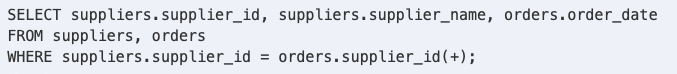 SELECT suppliers.supplier_id, suppliers.supplier_name, orders.order_date
FROM suppliers, orders
WHERE suppliers.supplier_id = orders.supplier_id(+);